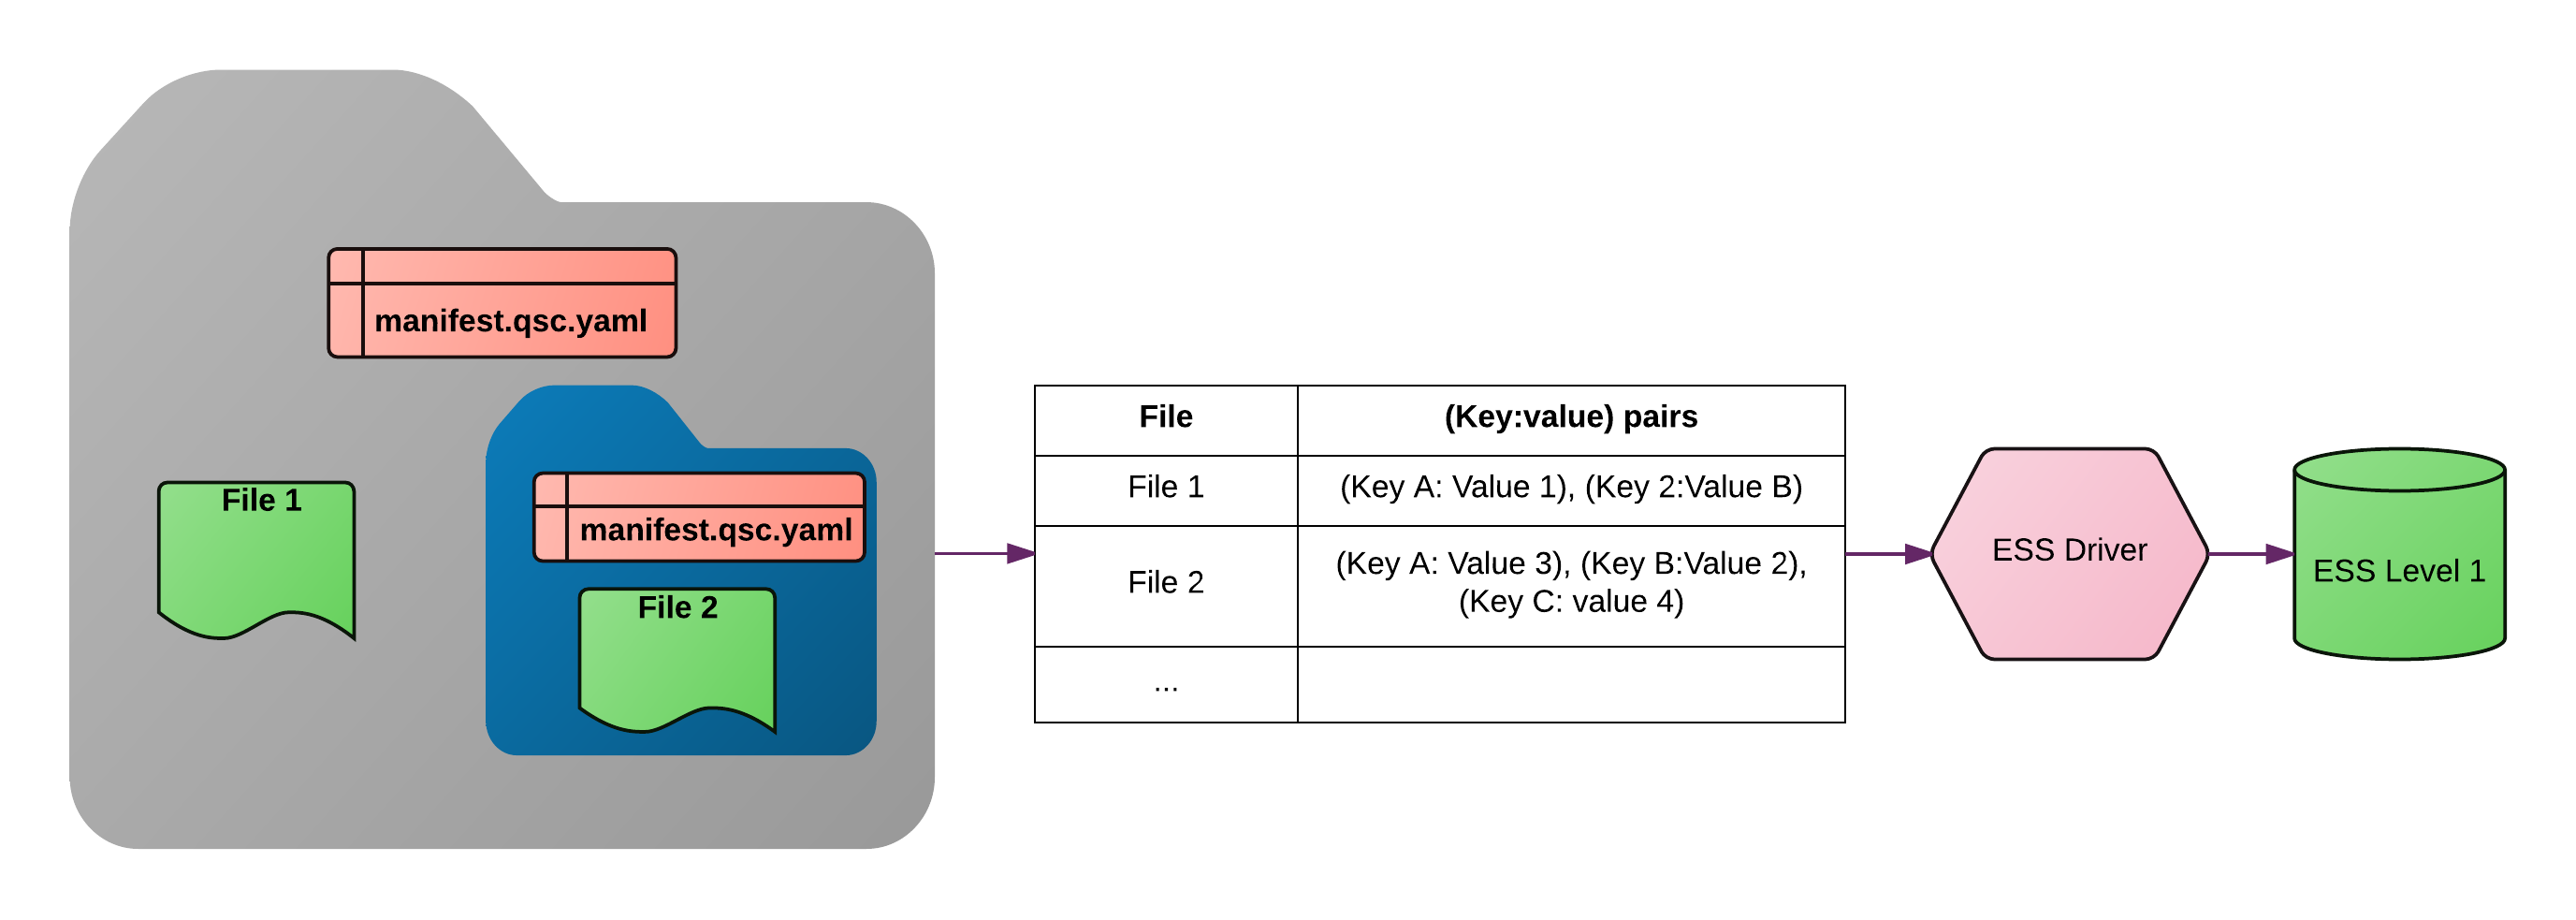 manifest.qsc.yaml
File 1
manifest.qsc.yaml
File 2
File
(Key:value) pairs
File 1
(Key A: Value 1), (Key 2:Value B)
File 2
(Key A: Value 3), (Key B:Value 2),
(Key C: value 4)
...
ESS Driver
ESS Level 1